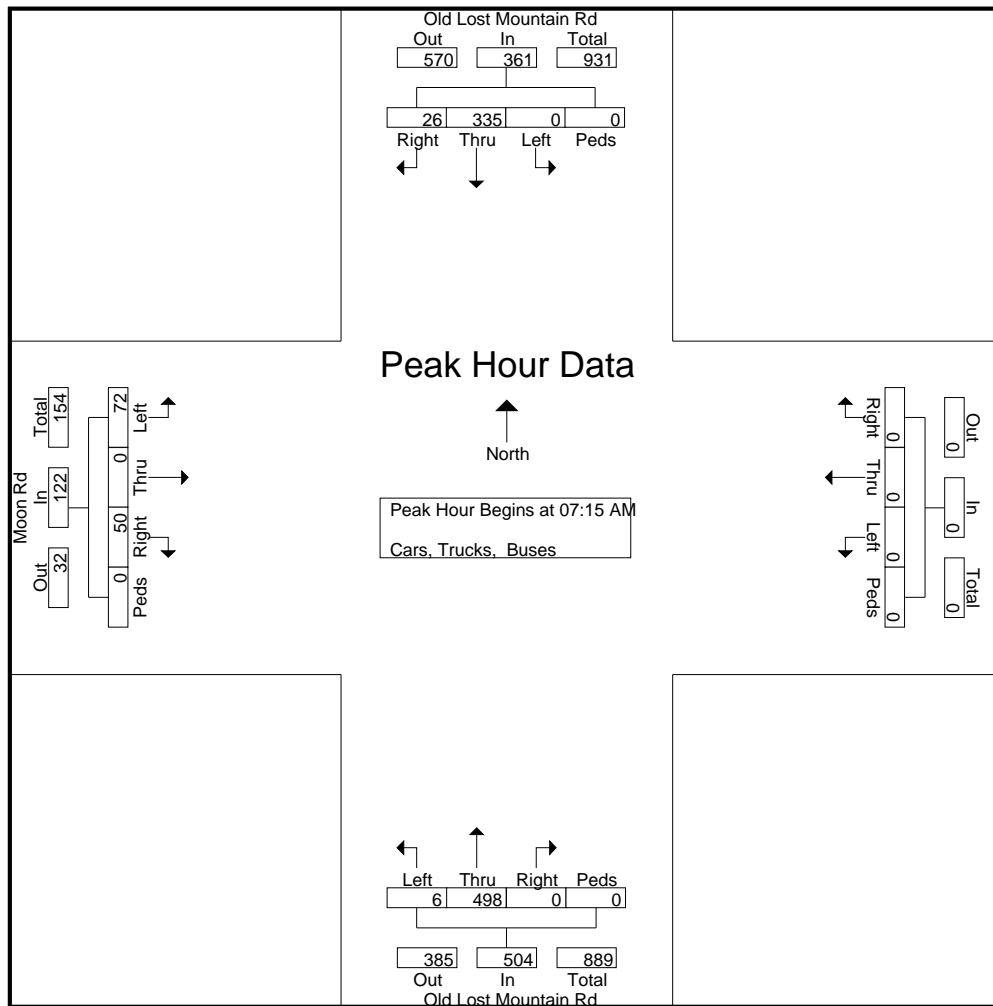 Old Lost Mountain Rd
Out In Total
570 361 931
26 335 0 0
Right Thru Left Peds
Peak Hour Data
North
Peak Hour Begins at 07:15 AM
Cars, Trucks, Buses
Moon Rd
Out In Total
32 122 154
0 50 0 72
Peds Right Thru Left
Out In Total
0 0 0
0 0 0 0
Right Thru Left Peds
Left Thru Right Peds
6 498 0 0
385 504 889
Out In Total
Old Lost Mountain Rd